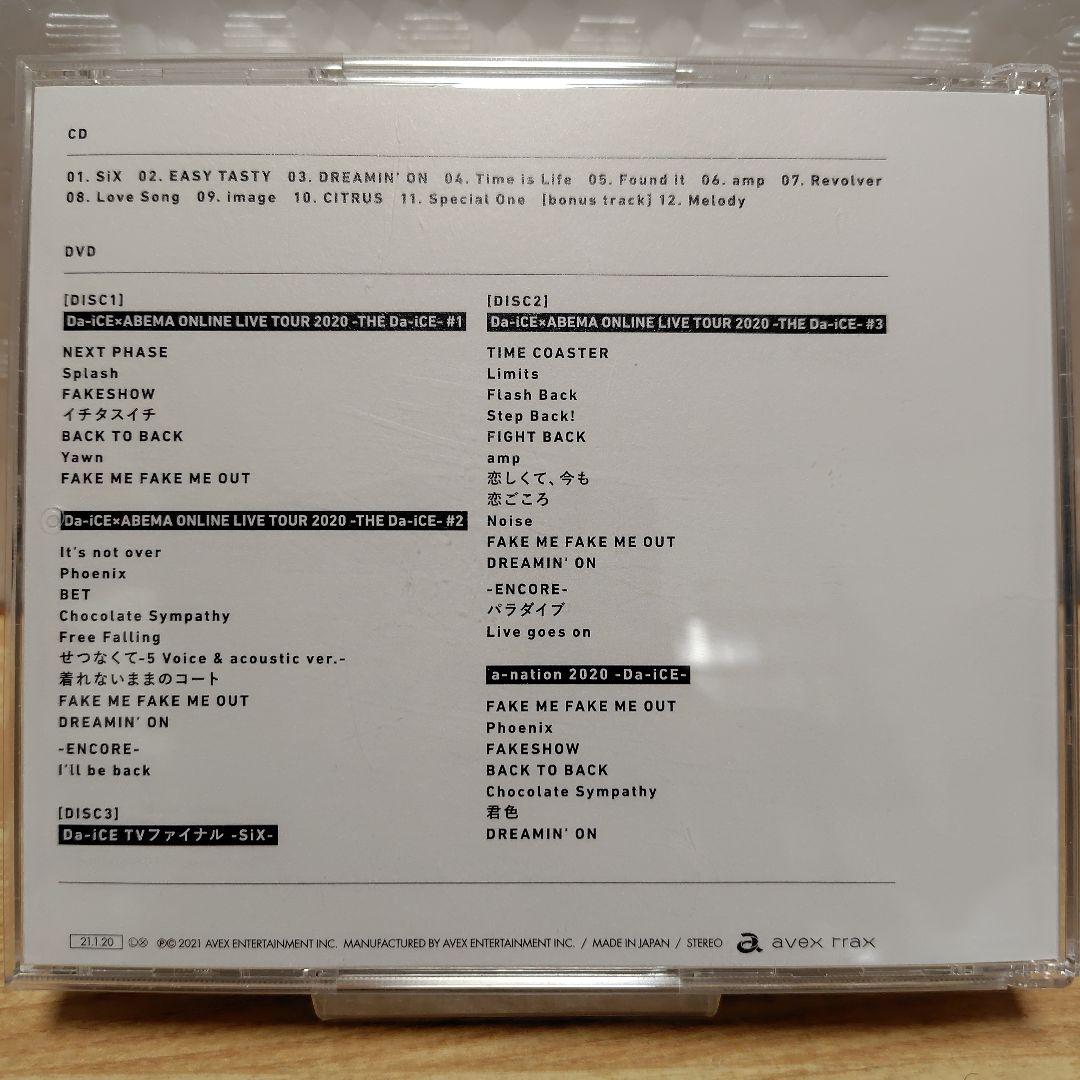 CD
01. SiX 02. EASY TASTY 03. DREAMIN' ON 04. Time is Life 05. Found it 06. amp 07. Revolver
08. Love Song 09. image 10. CITRUS 11. Special One [bonus track] 12. Melody
DVD
[DISC1]
Da-iCE×ABEMA ONLINE LIVE TOUR 2020 -THE Da-iCE- #1
NEXT PHASE
Splash
FAKESHOW
イチタスイチ
BACK TO BACK
Yawn
FAKE ME FAKE ME OUT
Da-iCE×ABEMA ONLINE LIVE TOUR 2020 -THE Da-iCE- #2
It's not over
Phoenix
BET
Chocolate Sympathy
Free Falling
せつなくて-5 Voice & acoustic ver.-
着れないままのコート
FAKE ME FAKE ME OUT
DREAMIN' ON
-ENCORE-
I'll be back
[DISC3]
Da-iCE TVファイナル -SiX-
[DISC2]
Da-iCE×ABEMA ONLINE LIVE TOUR 2020 -THE Da-iCE- #3
TIME COASTER
Limits
Flash Back
Step Back!
FIGHT BACK
amp
恋しくて、今も
恋ごころ
Noise
FAKE ME FAKE ME OUT
DREAMIN' ON
-ENCORE-
パラダイブ
Live goes on
a-nation 2020 -Da-iCE-
FAKE ME FAKE ME OUT
Phoenix
FAKESHOW
BACK TO BACK
Chocolate Sympathy
君色
DREAMIN' ON
21.1.20 ℗© 2021 AVEX ENTERTAINMENT INC. MANUFACTURED BY AVEX ENTERTAINMENT INC. / MADE IN JAPAN / STEREO avex trax